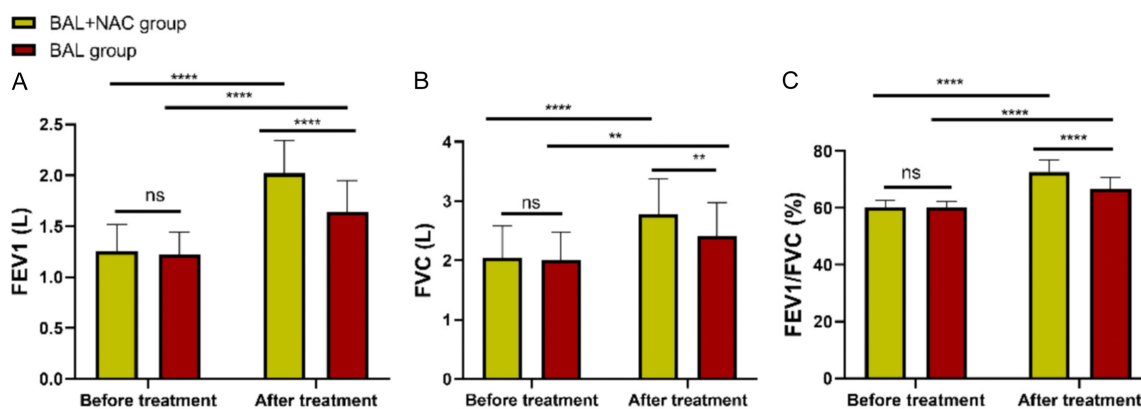 BAL+NAC group
BAL group
A
****
****
****
ns
FEV1 (L)
2.5
2.0
1.5
1.0
0.5
0.0
Before treatment
After treatment
B
****
**
**
ns
FVC (L)
4
3
2
1
0
Before treatment
After treatment
C
****
****
****
ns
FEV1/FVC (%)
80
60
40
20
0
Before treatment
After treatment